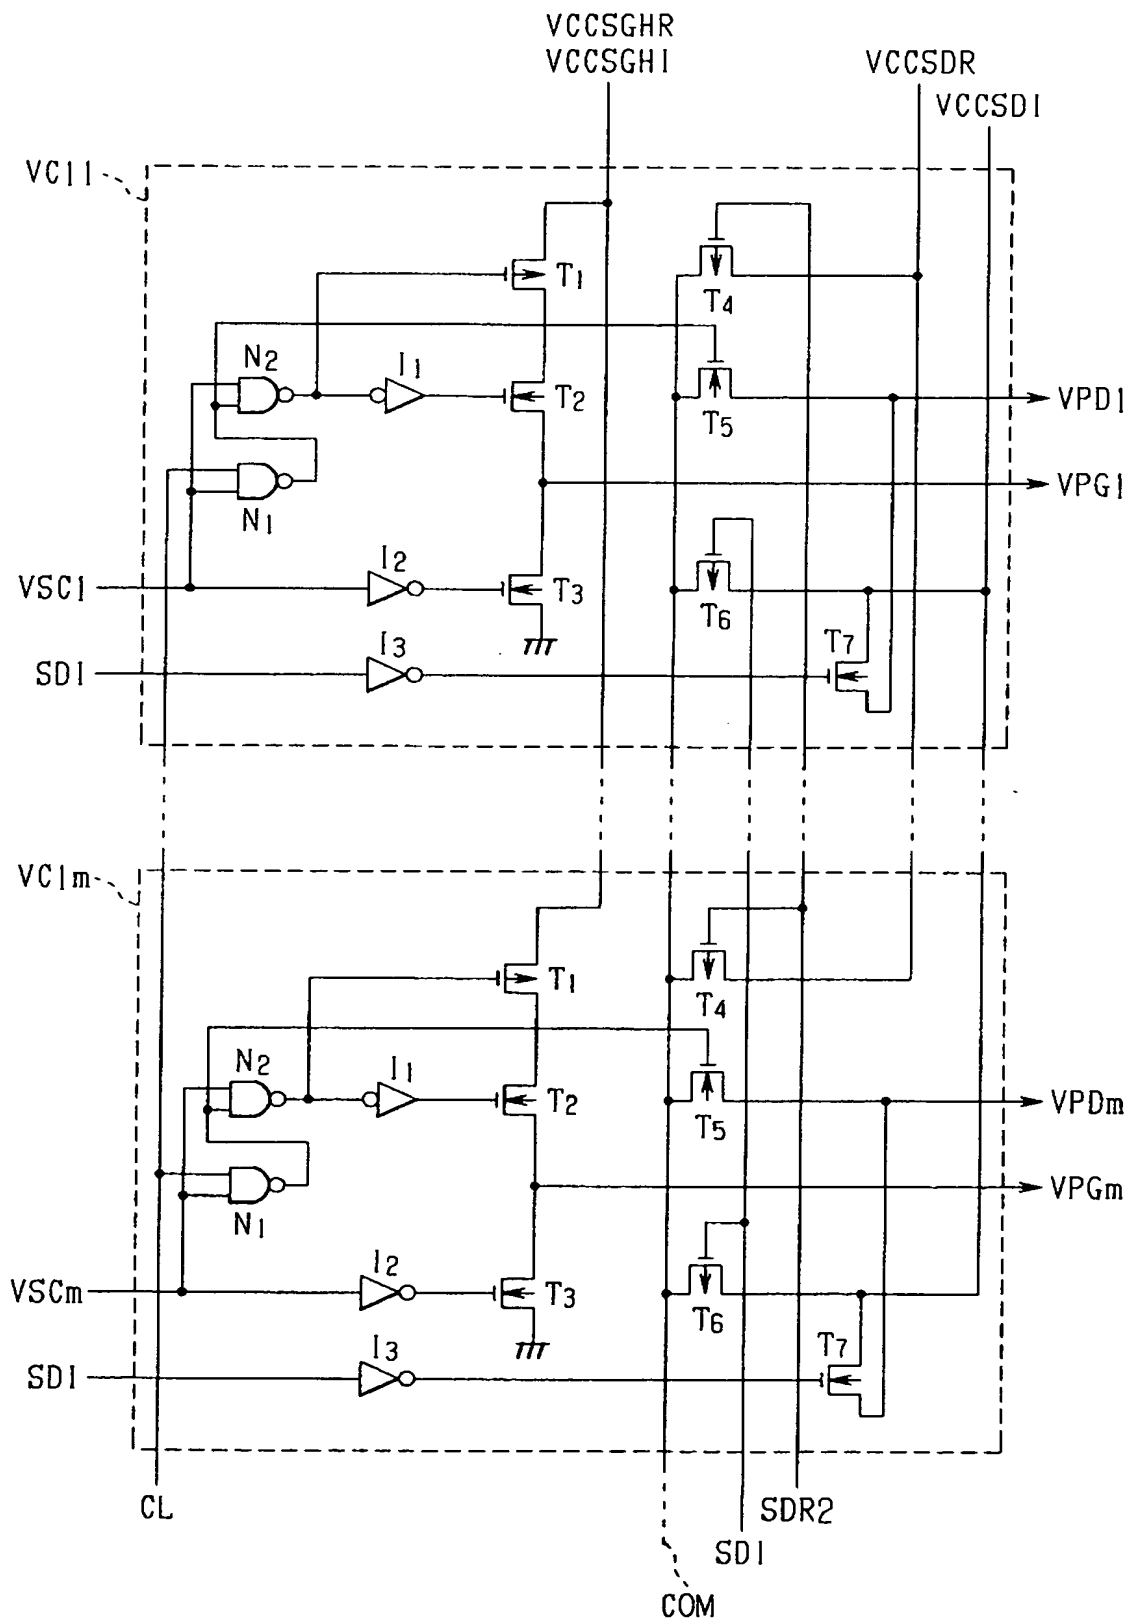 VCCSGHR
VCCSGHI
VCCSDR
VCCSDI
VC11
T1
T4
N2
I1
T2
T5
VPD1
VPG1
N1
I2
VSC1
T3
T6
T7
SDI
I3
VC1m
T1
T4
N2
I1
T2
T5
VPDm
VPGm
N1
I2
VSCm
T3
T6
T7
SDI
I3
CL
SDR2
SDI
COM